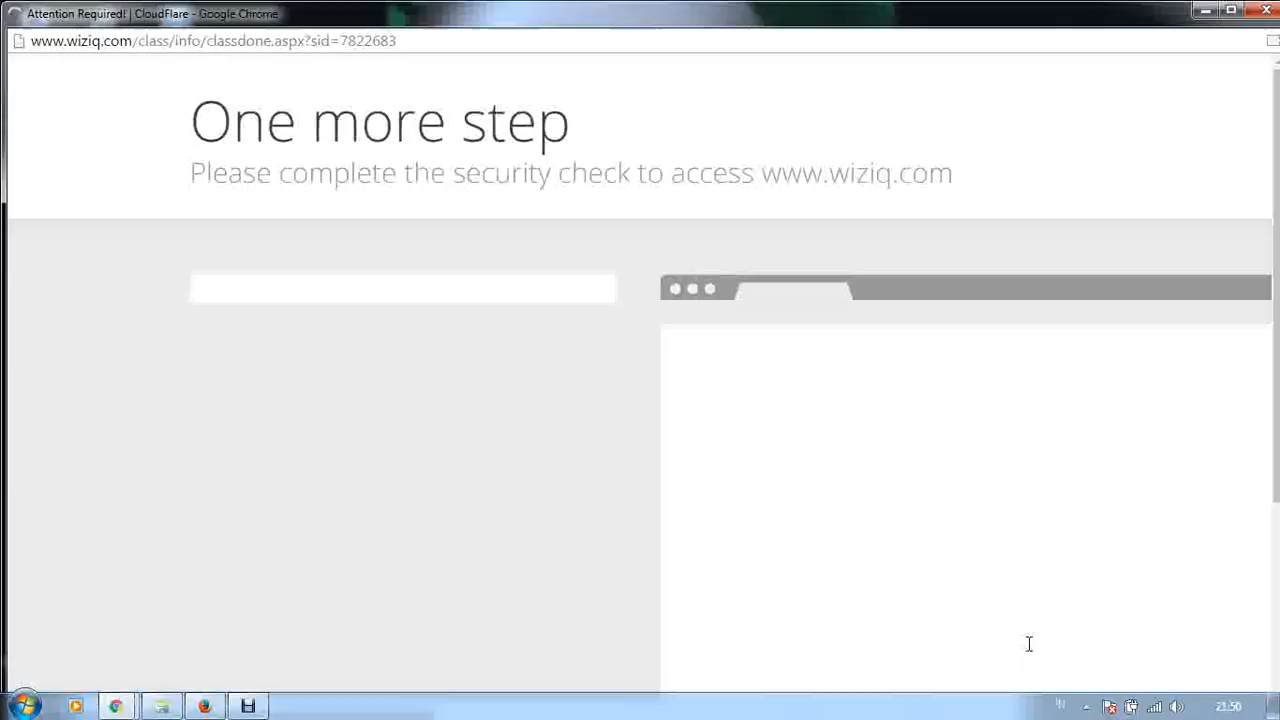 Attention Required! | CloudFlare - Google Chrome
www.wiziq.com/class/info/classdone.aspx?sid=7822683
One more step
Please complete the security check to access www.wiziq.com
21:50